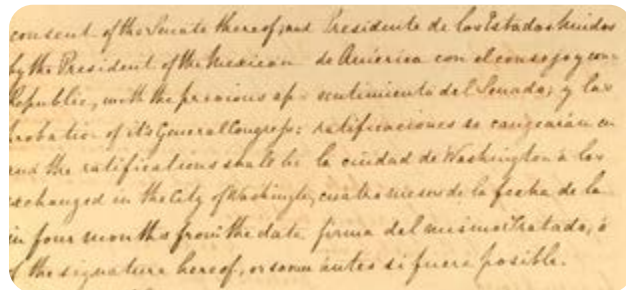 consent of the Senate thereof; and
by the President of the Mexican
Republic, with the previous ap-
robation of it's General Congress:
and the ratifications shall be
xchanged in the City of Washington,
in four months from the date
f the signature hereof, or sooner
Presidente de los Estados Unidos
de América con el consejo y con-
sentimiento del Senado; y las
ratificaciones se cangearán en
la ciudad de Washington á los
cuatro meses de la fecha de la
firma del mismo Tratado, ó
ántes si fuere posible.